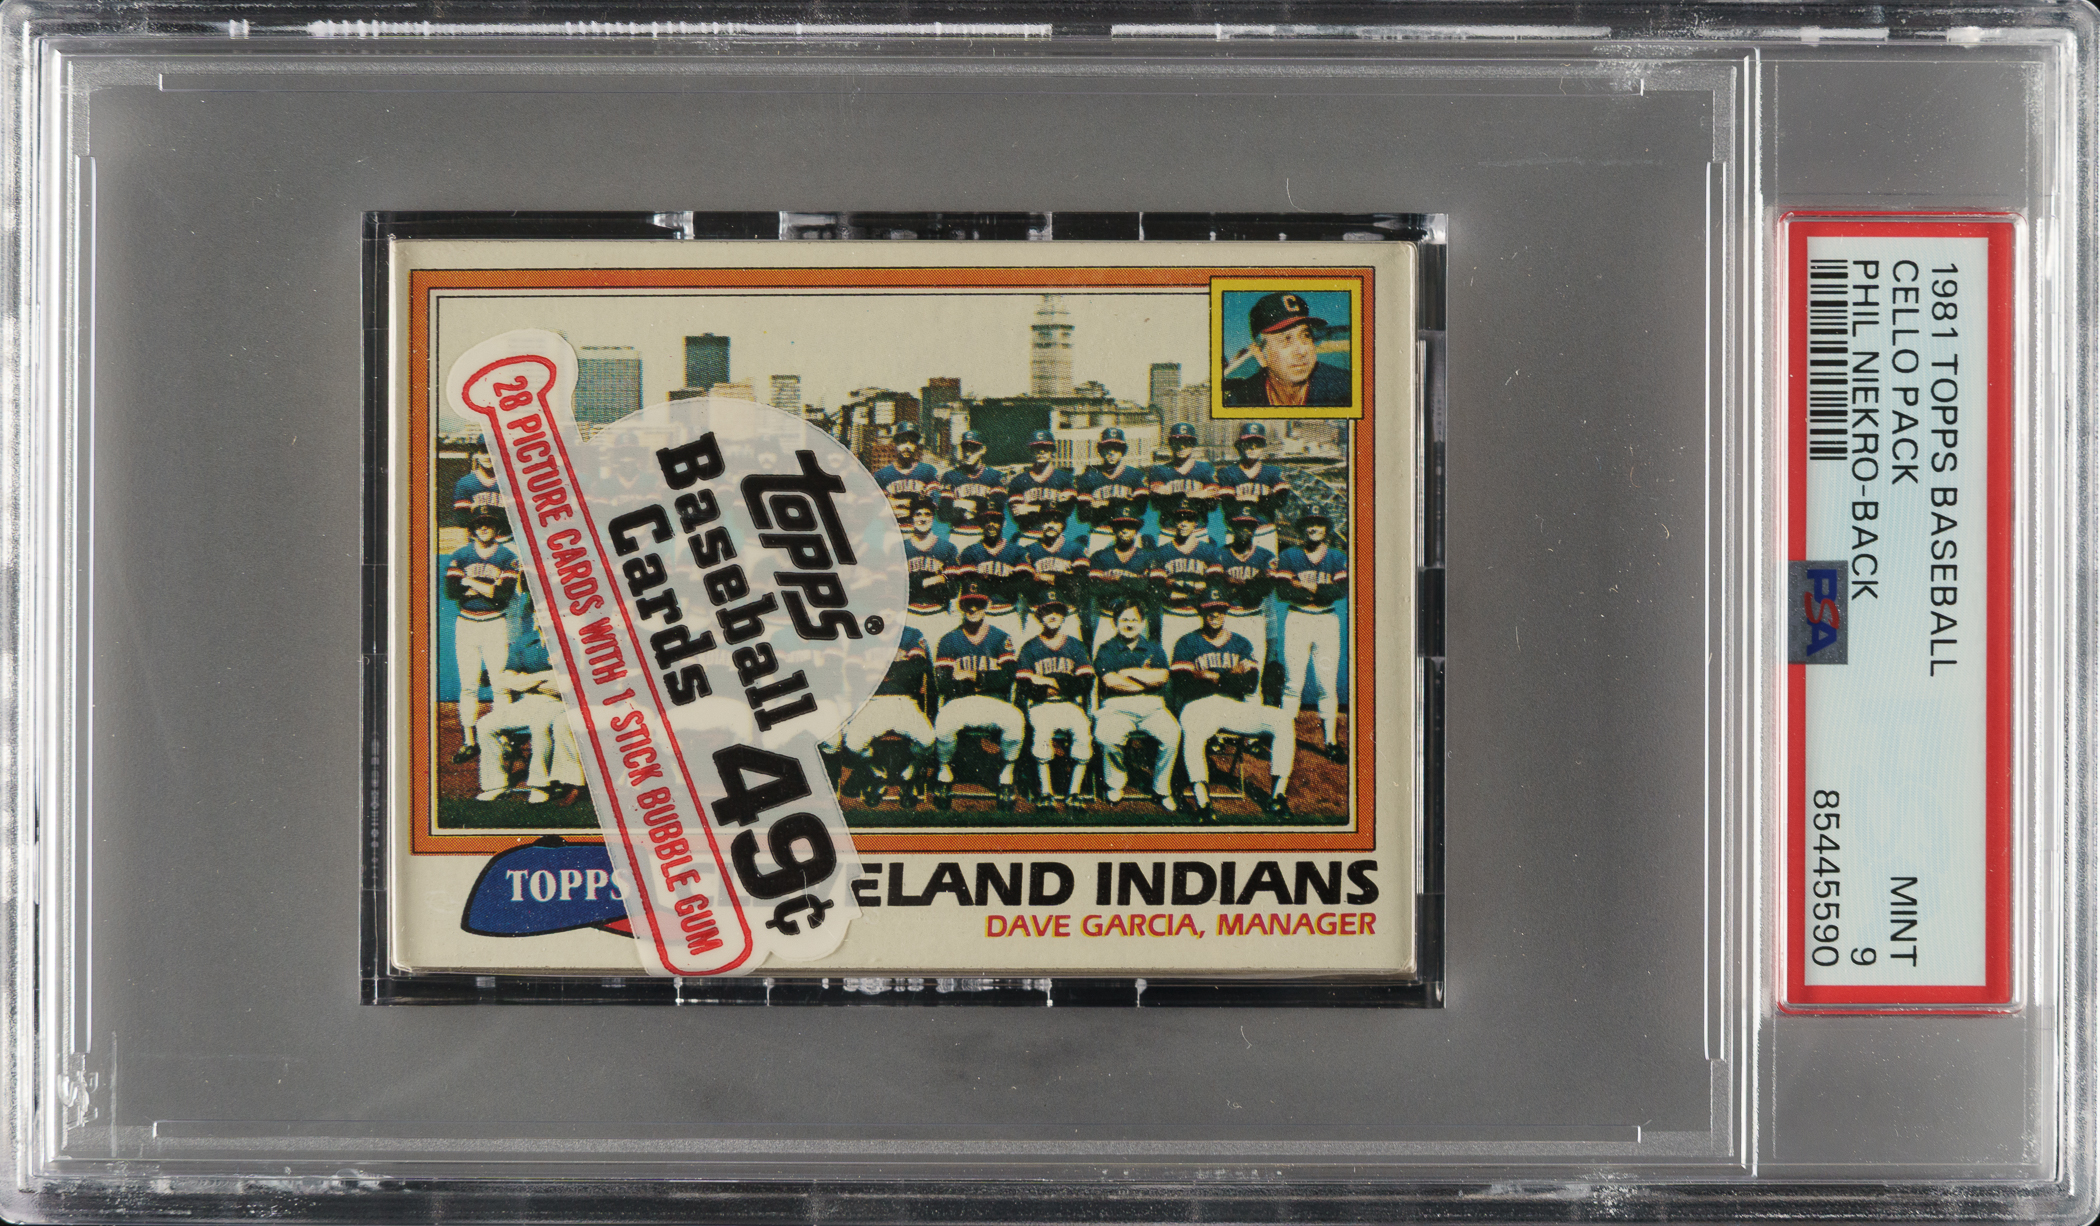 1981 TOPPS BASEBALL
CELLO PACK
MINT
PHIL NIEKRO-BACK
9
85445590
PSA
C
TOPPS®
Baseball 49¢
Cards
28 PICTURE CARDS WITH 1 STICK BUBBLE GUM
TOPPS
CLEVELAND INDIANS
DAVE GARCIA, MANAGER